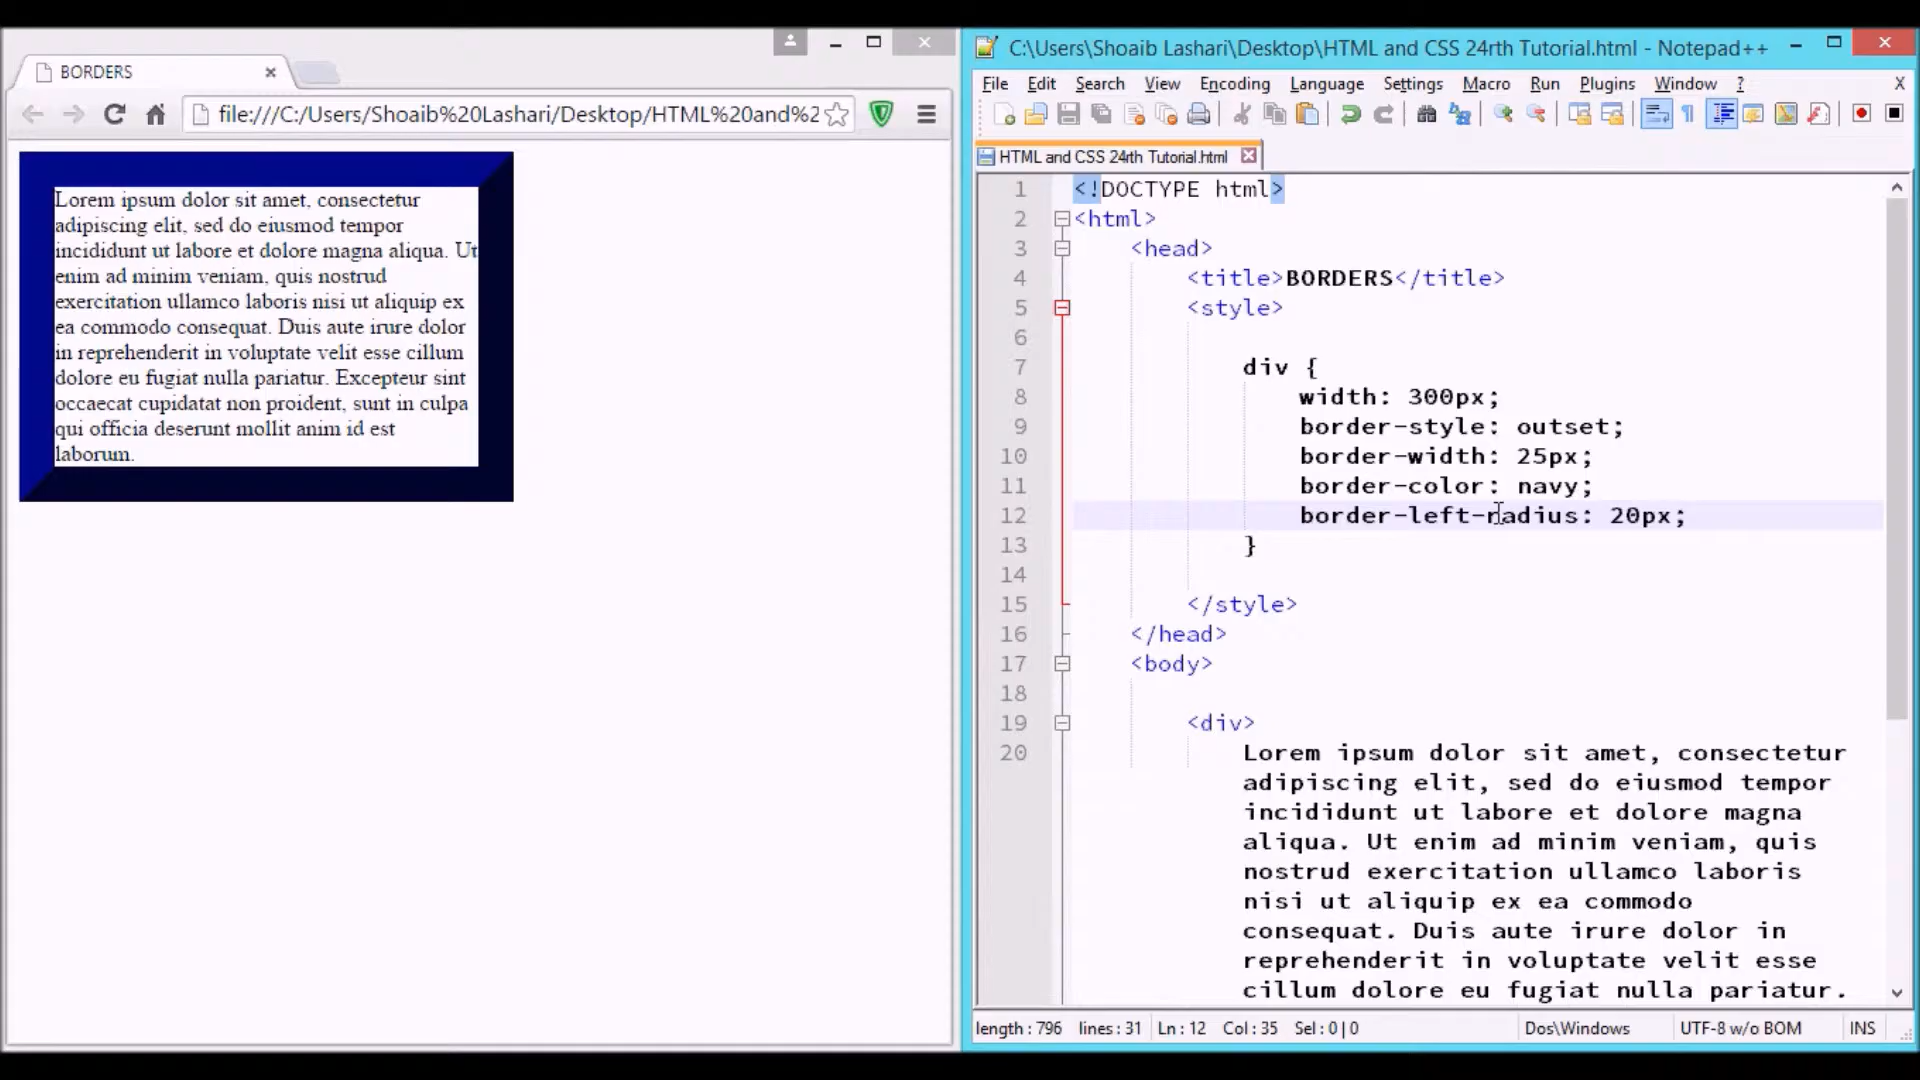 BORDERS
file:///C:/Users/Shoaib%20Lashari/Desktop/HTML%20and%2
Lorem ipsum dolor sit amet, consectetur
adipiscing elit, sed do eiusmod tempor
incididunt ut labore et dolore magna aliqua. Ut
enim ad minim veniam, quis nostrud
exercitation ullamco laboris nisi ut aliquip ex
ea commodo consequat. Duis aute irure dolor
in reprehenderit in voluptate velit esse cillum
dolore eu fugiat nulla pariatur. Excepteur sint
occaecat cupidatat non proident, sunt in culpa
qui officia deserunt mollit anim id est
laborum.
C:\Users\Shoaib Lashari\Desktop\HTML and CSS 24rth Tutorial.html - Notepad++
File Edit Search View Encoding Language Settings Macro Run Plugins Window ? X
HTML and CSS 24rth Tutorial.html
1 <!DOCTYPE html>
2 <html>
3 <head>
4 <title>BORDERS</title>
5 <style>
6
7 div {
8 width: 300px;
9 border-style: outset;
10 border-width: 25px;
11 border-color: navy;
12 border-left-radius: 20px;
13 }
14
15 </style>
16 </head>
17 <body>
18
19 <div>
20 Lorem ipsum dolor sit amet, consectetur
adipiscing elit, sed do eiusmod tempor
incididunt ut labore et dolore magna
aliqua. Ut enim ad minim veniam, quis
nostrud exercitation ullamco laboris
nisi ut aliquip ex ea commodo
consequat. Duis aute irure dolor in
reprehenderit in voluptate velit esse
cillum dolore eu fugiat nulla pariatur.
length : 796 lines : 31 Ln : 12 Col : 35 Sel : 0 | 0 Dos\Windows UTF-8 w/o BOM INS